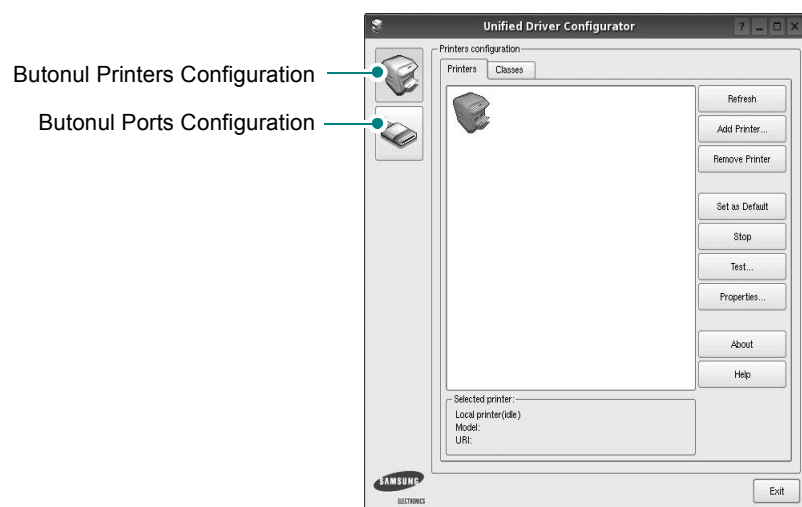 Unified Driver Configurator
Butonul Printers Configuration
Butonul Ports Configuration
Printers configuration
Printers
Classes
Refresh
Add Printer...
Remove Printer
Set as Default
Stop
Test...
Properties...
About
Help
Selected printer:
Local printer(idle)
Model:
URI:
SAMSUNG
ELECTRONICS
Exit